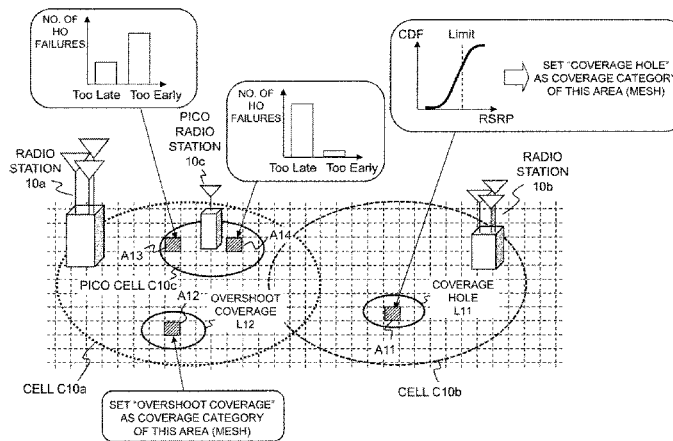 NO. OF
HO
FAILURES
Too Late Too Early
NO. OF
HO
FAILURES
Too Late Too Early
CDF Limit
RSRP
SET “COVERAGE HOLE”
AS COVERAGE CATEGORY
OF THIS AREA (MESH)
PICO
RADIO
STATION
10c
RADIO
STATION
10a
RADIO
STATION
10b
A13
A14
PICO CELL C10c
A12
OVERSHOOT
COVERAGE
L12
COVERAGE
HOLE
L11
A11
CELL C10a
CELL C10b
SET “OVERSHOOT COVERAGE”
AS COVERAGE CATEGORY
OF THIS AREA (MESH)